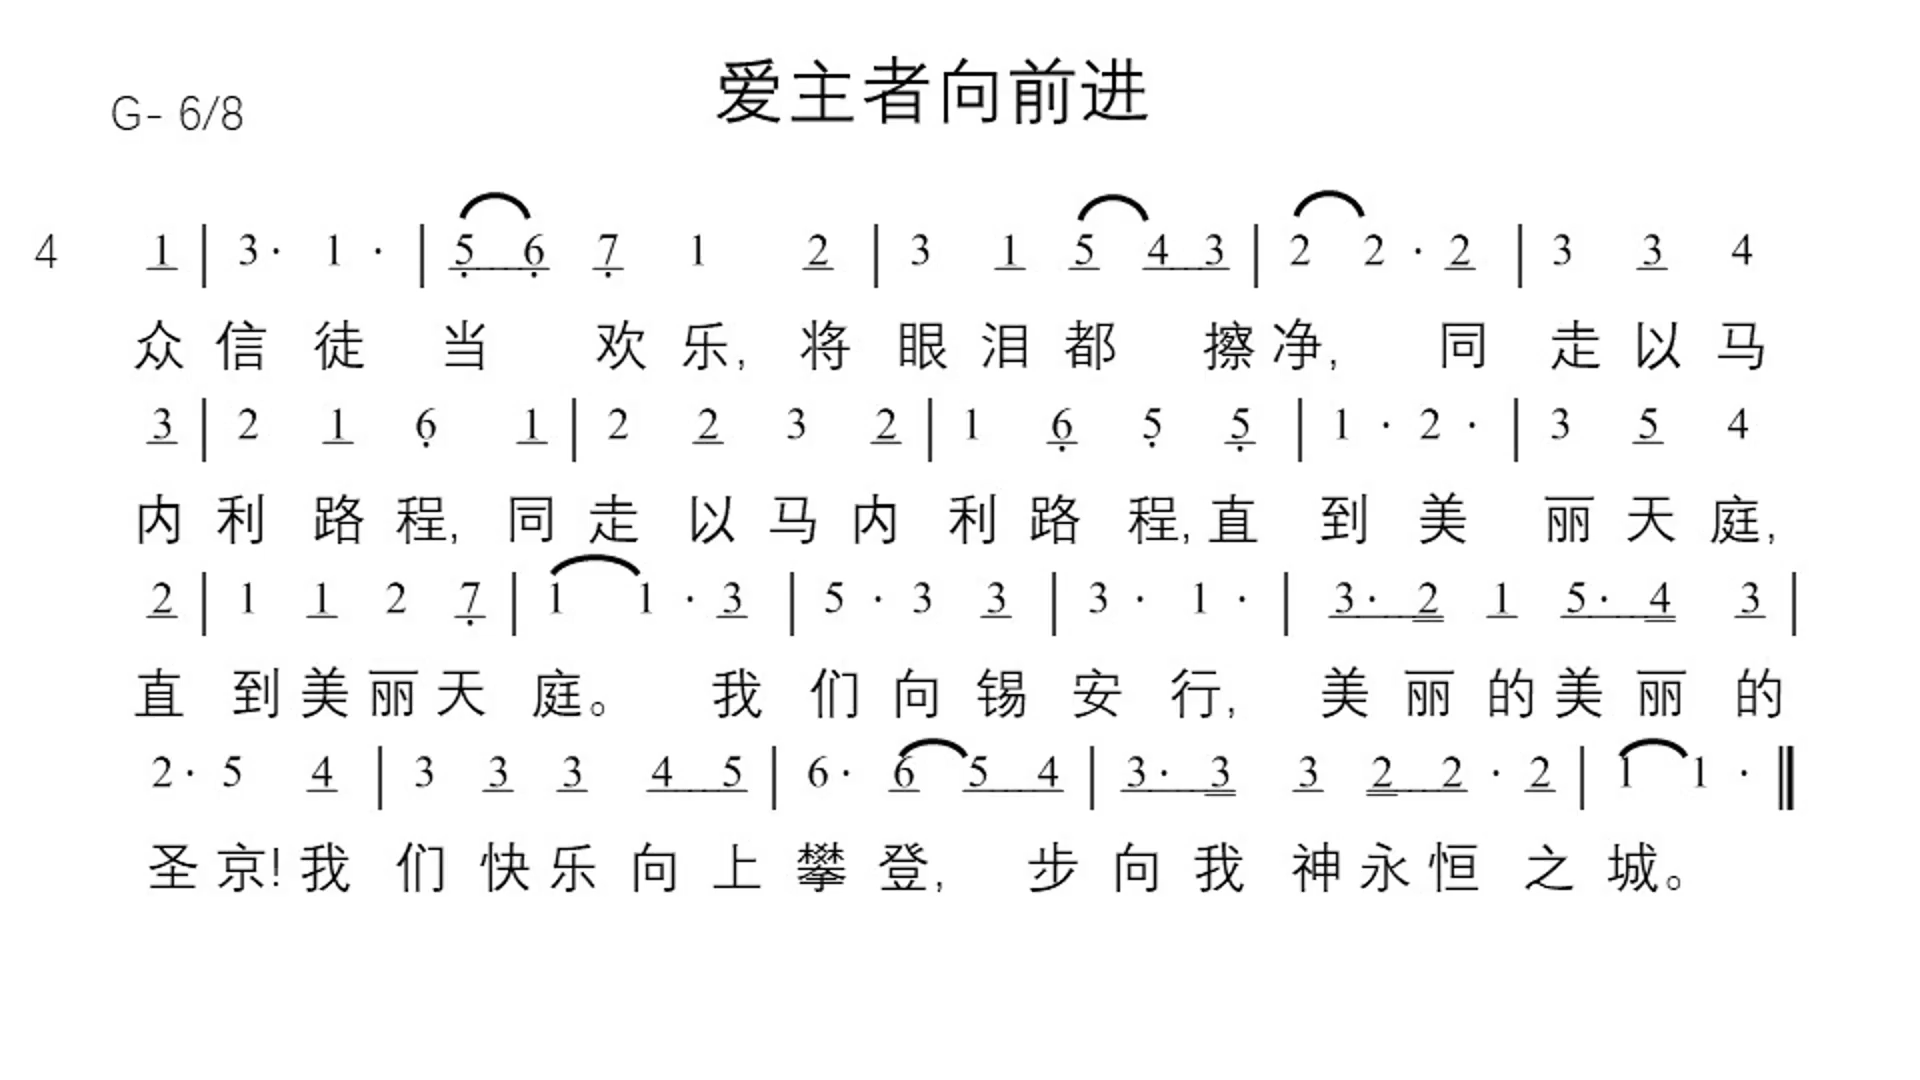 爱主者向前进
G- 6/8
4 1 | 3· 1 · | 5̣ 6̣ 7̣ 1 2 | 3 1 5 4 3 | 2 2 · 2 | 3 3 4
众 信 徒 当 欢 乐, 将 眼 泪 都 擦 净, 同 走 以 马
3 | 2 1 6̣ 1 | 2 2 3 2 | 1 6̣ 5̣ 5̣ | 1 · 2 · | 3 5 4
内 利 路 程, 同 走 以 马 内 利 路 程, 直 到 美 丽 天 庭,
2 | 1 1 2 7̣ | 1 1 · 3 | 5 · 3 3 | 3 · 1 · | 3· 2 1 5· 4 3 |
直 到 美 丽 天 庭。 我 们 向 锡 安 行, 美 丽 的 美 丽 的
2· 5 4 | 3 3 3 4 5 | 6· 6 5 4 | 3· 3 3 2 2 · 2 | 1 1 · ‖
圣 京! 我 们 快 乐 向 上 攀 登, 步 向 我 神 永 恒 之 城。